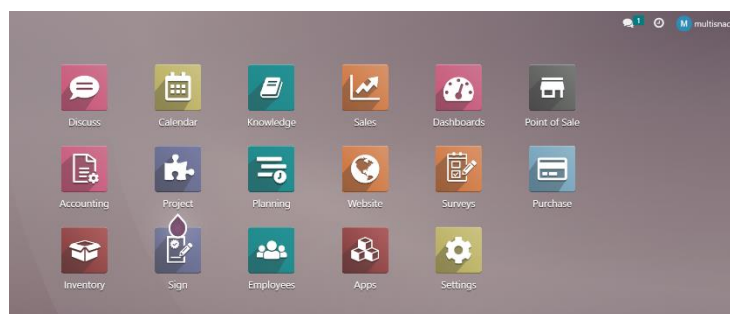 1 M multisnac
Discuss Calendar Knowledge Sales Dashboards Point of Sale
Accounting Project Planning Website Surveys Purchase
Inventory Sign Employees Apps Settings